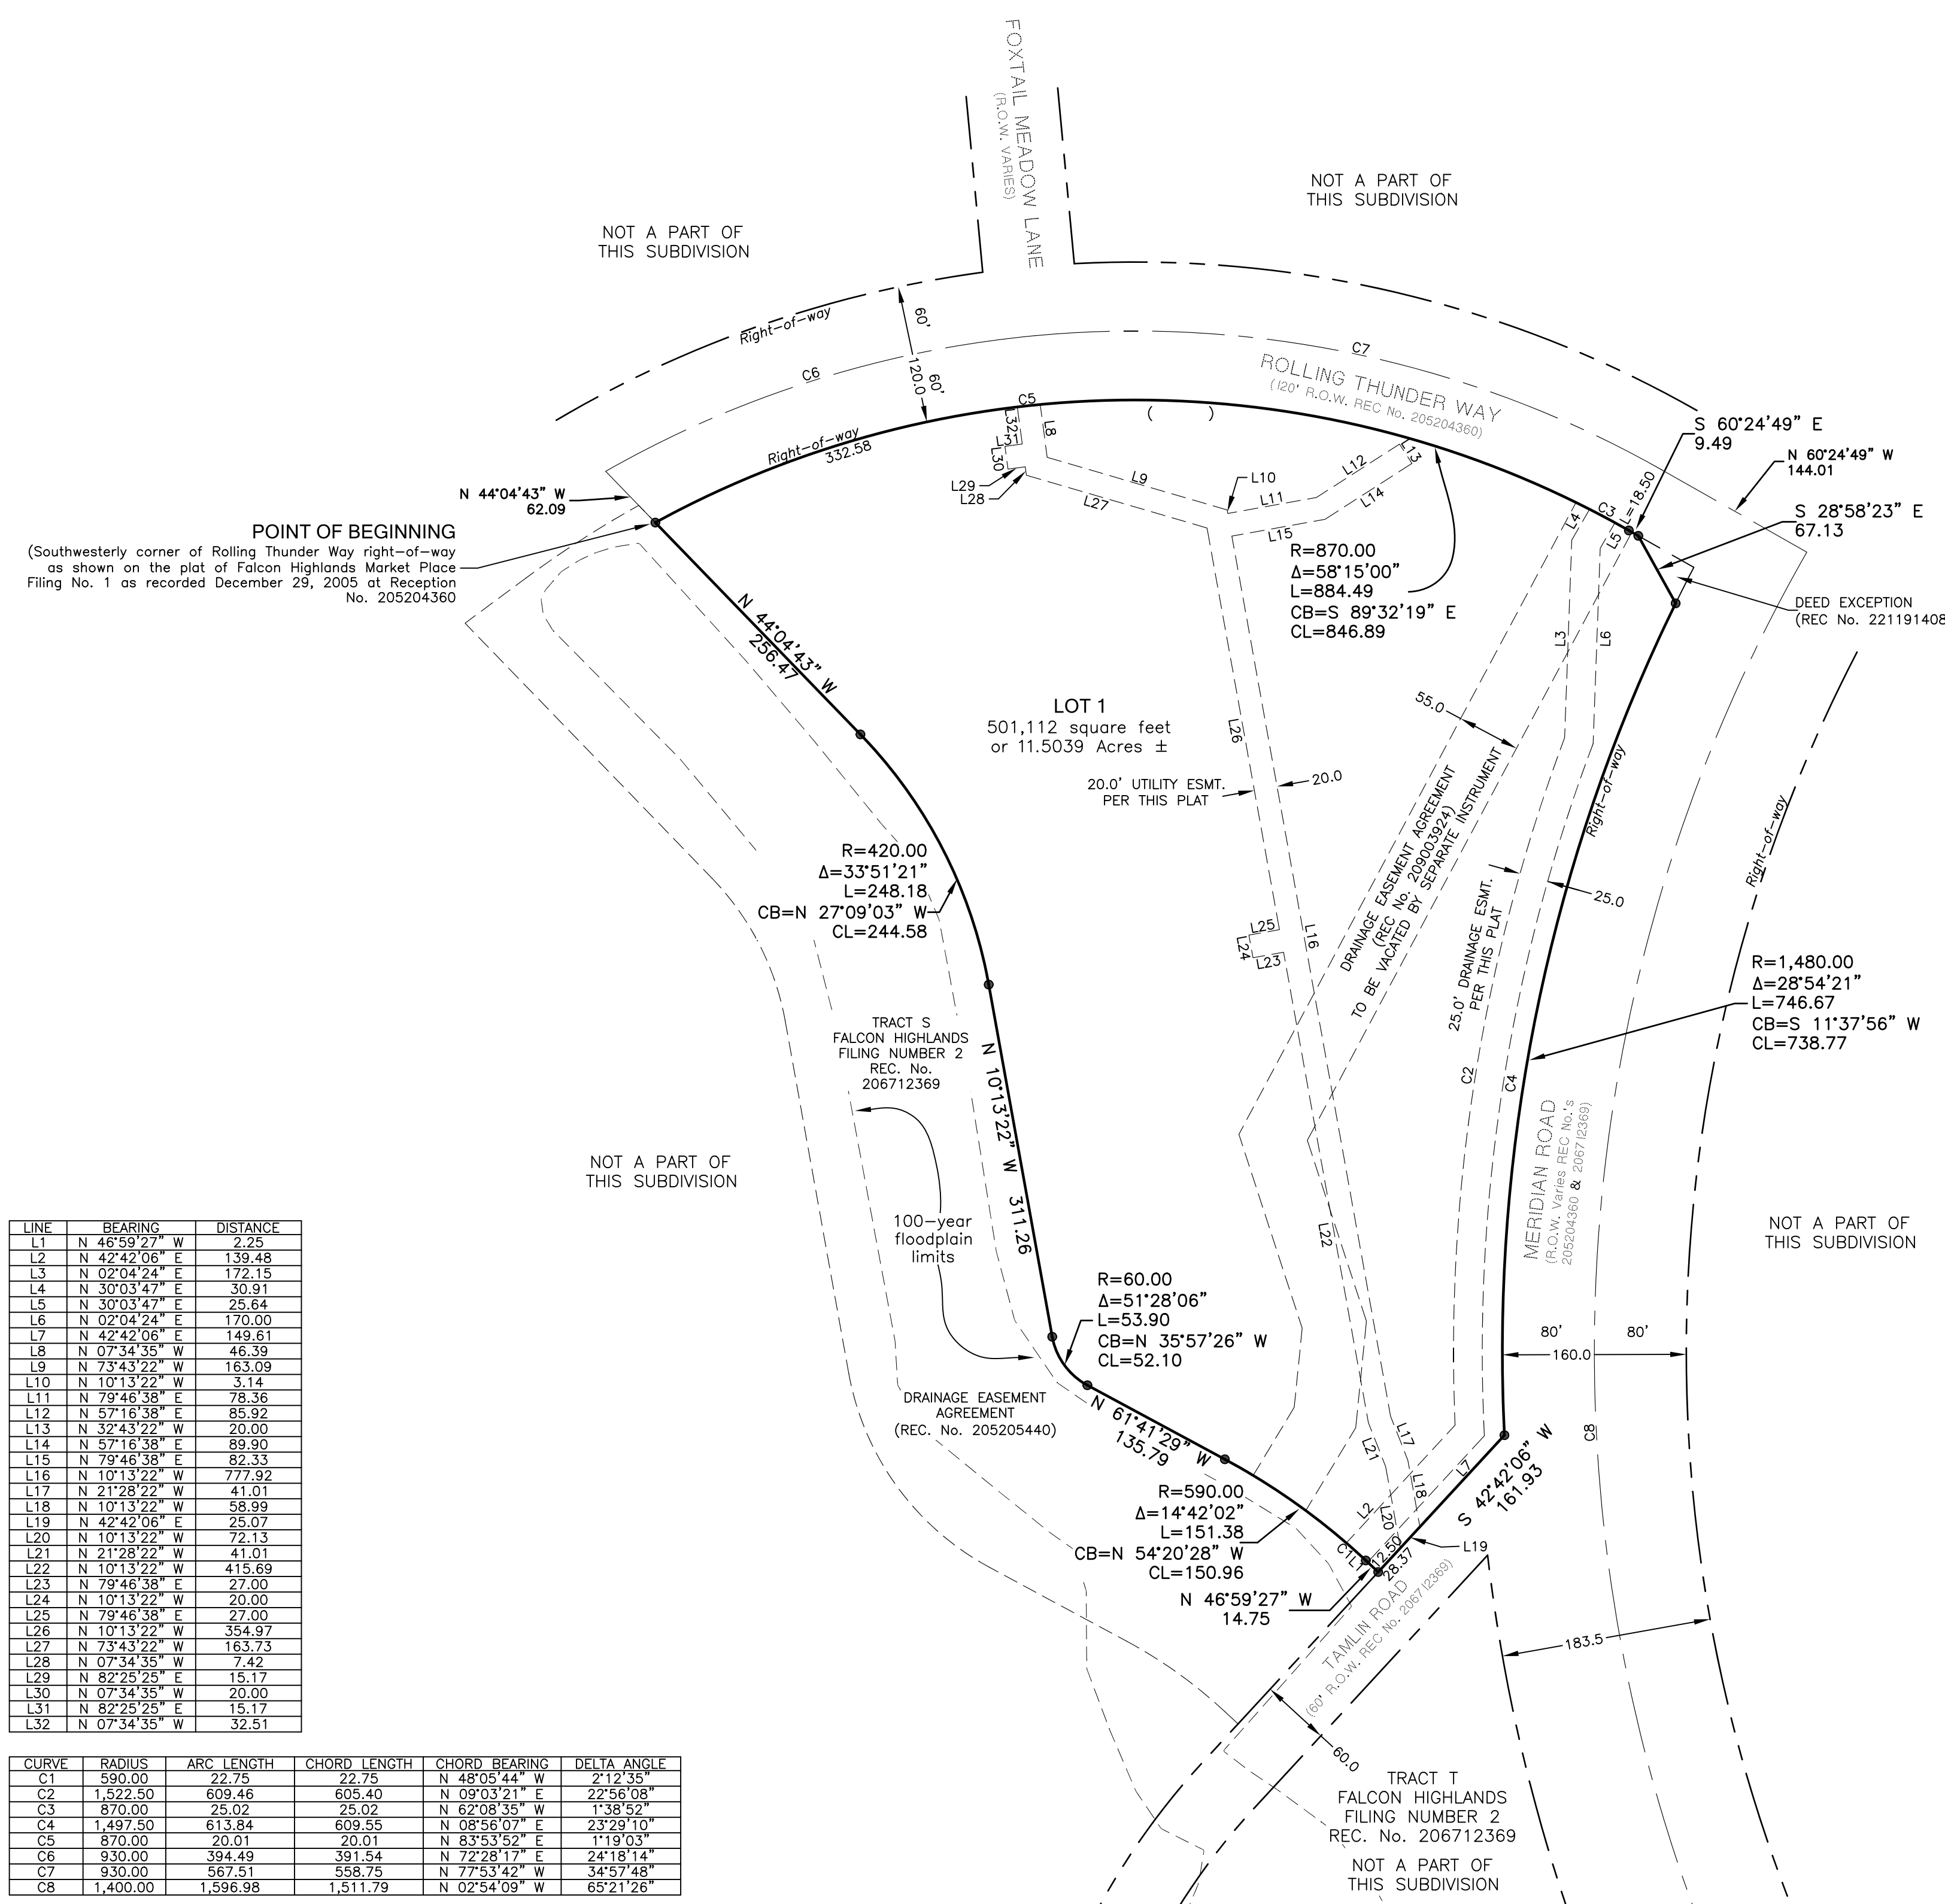 FOXTAIL MEADOW LANE
(R.O.W. VARIES)
NOT A PART OF
THIS SUBDIVISION
NOT A PART OF
THIS SUBDIVISION
Right-of-way
60'
120.0
60'
C6
C7
ROLLING THUNDER WAY
(120' R.O.W. REC No. 205204360)
C5
( )
Right-of-way
332.58
L32
L31
L30
L29
L28
L8
L9
L27
L10
L11
L12
L13
L14
L15
S 60°24'49" E
9.49
N 60°24'49" W
144.01
S 28°58'23" E
67.13
L=18.50
C3
L4
L5
N 44°04'43" W
62.09
POINT OF BEGINNING
(Southwesterly corner of Rolling Thunder Way right-of-way
as shown on the plat of Falcon Highlands Market Place
Filing No. 1 as recorded December 29, 2005 at Reception
No. 205204360
R=870.00
Δ=58°15'00"
L=884.49
CB=S 89°32'19" E
CL=846.89
DEED EXCEPTION
(REC No. 221191408
N 44°04'43" W
256.47
L3
L6
LOT 1
501,112 square feet
or 11.5039 Acres ±
55.0
L26
20.0' UTILITY ESMT.
PER THIS PLAT
20.0
DRAINAGE EASEMENT AGREEMENT
(REC No. 209003924)
TO BE VACATED BY SEPARATE INSTRUMENT
Right-of-way
Right-of-way
R=420.00
Δ=33°51'21"
L=248.18
CB=N 27°09'03" W
CL=244.58
25.0' DRAINAGE ESMT.
PER THIS PLAT
25.0
L25
L24
L23
L16
R=1,480.00
Δ=28°54'21"
L=746.67
CB=S 11°37'56" W
CL=738.77
TRACT S
FALCON HIGHLANDS
FILING NUMBER 2
REC. No.
206712369
N 10°13'22" W 311.26
C2
C4
MERIDIAN ROAD
(R.O.W. Varies REC No.'s
205204360 & 206712369)
NOT A PART OF
THIS SUBDIVISION
100-year
floodplain
limits
L22
NOT A PART OF
THIS SUBDIVISION
R=60.00
Δ=51°28'06"
L=53.90
CB=N 35°57'26" W
CL=52.10
80'
80'
160.0
DRAINAGE EASEMENT
AGREEMENT
(REC. No. 205205440)
N 61°41'29" W
135.79
L21
L17
L18
L7
C8
S 42°42'06" W
161.93
R=590.00
Δ=14°42'02"
L=151.38
CB=N 54°20'28" W
CL=150.96
L2
L20
L19
C1
L1
12.50
28.37
N 46°59'27" W
14.75
TAMLIN ROAD
(60' R.O.W. REC No. 206712369)
183.5
60.0
TRACT T
FALCON HIGHLANDS
FILING NUMBER 2
REC. No. 206712369
NOT A PART OF
THIS SUBDIVISION
LINE BEARING DISTANCE
L1 N 46°59'27" W 2.25
L2 N 42°42'06" E 139.48
L3 N 02°04'24" E 172.15
L4 N 30°03'47" E 30.91
L5 N 30°03'47" E 25.64
L6 N 02°04'24" E 170.00
L7 N 42°42'06" E 149.61
L8 N 07°34'35" W 46.39
L9 N 73°43'22" W 163.09
L10 N 10°13'22" W 3.14
L11 N 79°46'38" E 78.36
L12 N 57°16'38" E 85.92
L13 N 32°43'22" W 20.00
L14 N 57°16'38" E 89.90
L15 N 79°46'38" E 82.33
L16 N 10°13'22" W 777.92
L17 N 21°28'22" W 41.01
L18 N 10°13'22" W 58.99
L19 N 42°42'06" E 25.07
L20 N 10°13'22" W 72.13
L21 N 21°28'22" W 41.01
L22 N 10°13'22" W 415.69
L23 N 79°46'38" E 27.00
L24 N 10°13'22" W 20.00
L25 N 79°46'38" E 27.00
L26 N 10°13'22" W 354.97
L27 N 73°43'22" W 163.73
L28 N 07°34'35" W 7.42
L29 N 82°25'25" E 15.17
L30 N 07°34'35" W 20.00
L31 N 82°25'25" E 15.17
L32 N 07°34'35" W 32.51
CURVE RADIUS ARC LENGTH CHORD LENGTH CHORD BEARING DELTA ANGLE
C1 590.00 22.75 22.75 N 48°05'44" W 2°12'35"
C2 1,522.50 609.46 605.40 N 09°03'21" E 22°56'08"
C3 870.00 25.02 25.02 N 62°08'35" W 1°38'52"
C4 1,497.50 613.84 609.55 N 08°56'07" E 23°29'10"
C5 870.00 20.01 20.01 N 83°53'52" E 1°19'03"
C6 930.00 394.49 391.54 N 72°28'17" E 24°18'14"
C7 930.00 567.51 558.75 N 77°53'42" W 34°57'48"
C8 1,400.00 1,596.98 1,511.79 N 02°54'09" W 65°21'26"